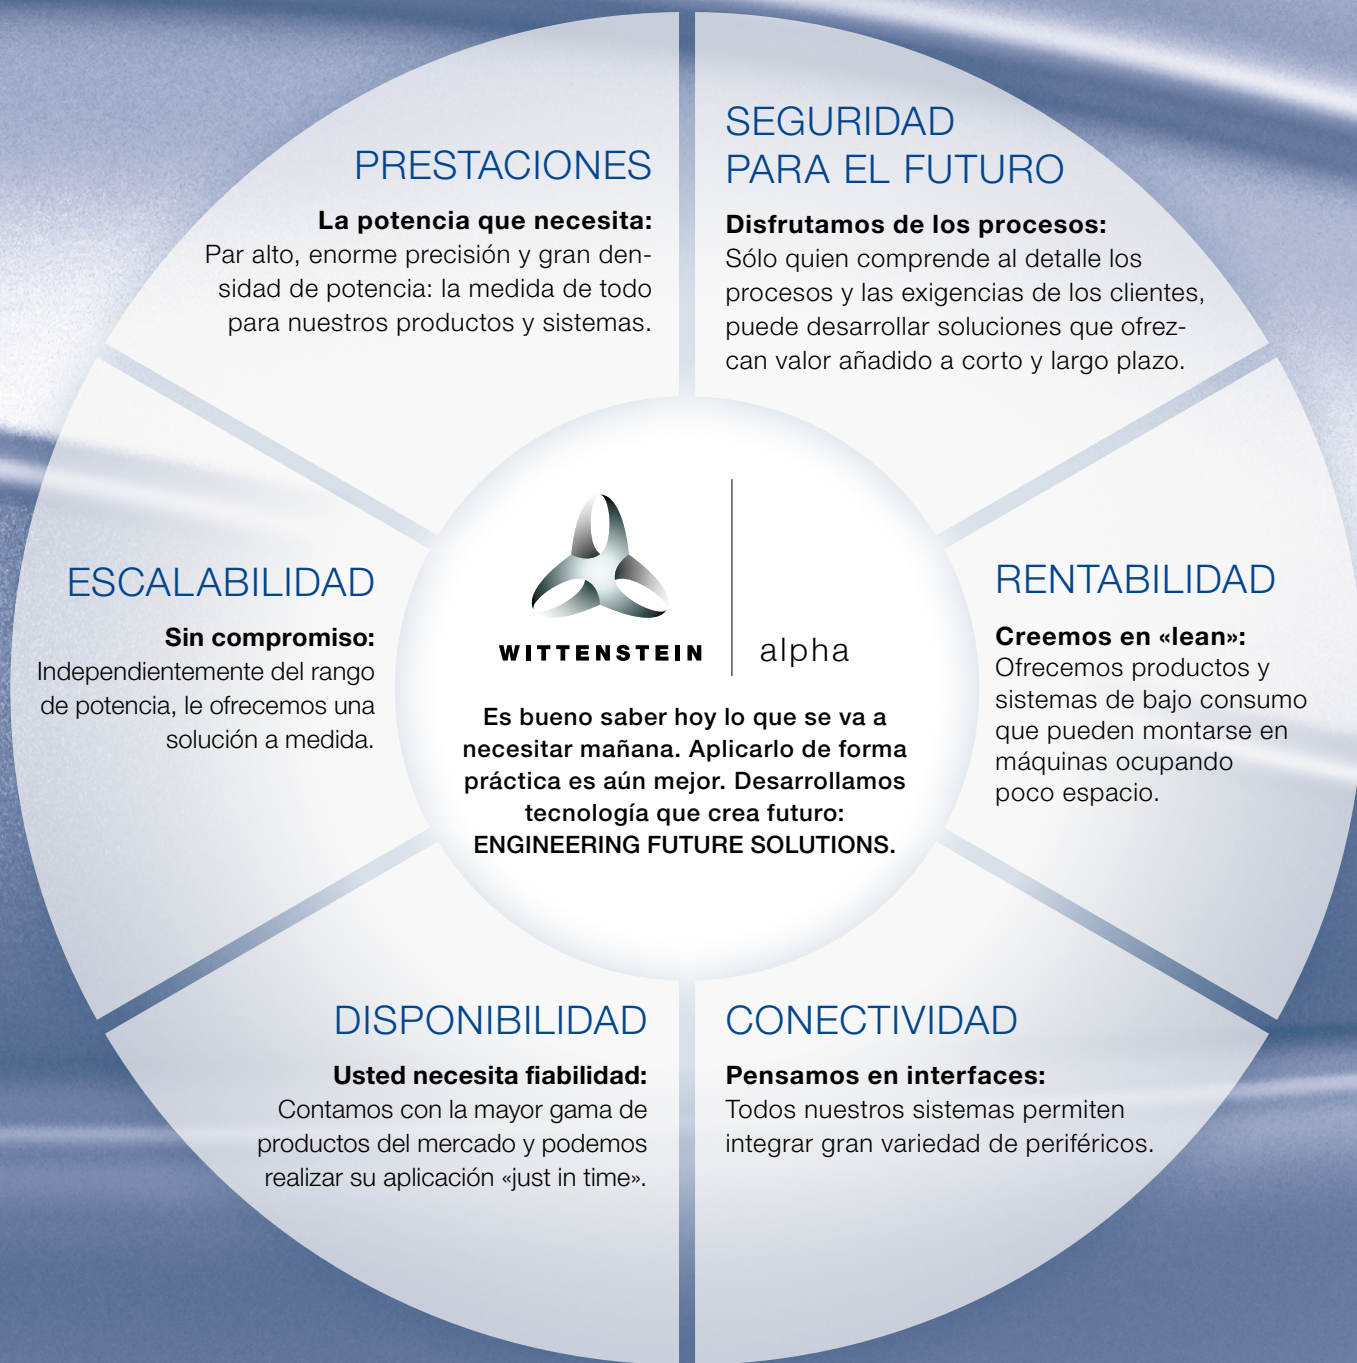 PRESTACIONES
La potencia que necesita:
Par alto, enorme precisión y gran den-
sidad de potencia: la medida de todo
para nuestros productos y sistemas.
SEGURIDAD
PARA EL FUTURO
Disfrutamos de los procesos:
Sólo quien comprende al detalle los
procesos y las exigencias de los clientes,
puede desarrollar soluciones que ofrez-
can valor añadido a corto y largo plazo.
ESCALABILIDAD
Sin compromiso:
Independientemente del rango
de potencia, le ofrecemos una
solución a medida.
WITTENSTEIN
alpha
Es bueno saber hoy lo que se va a
necesitar mañana. Aplicarlo de forma
práctica es aún mejor. Desarrollamos
tecnología que crea futuro:
ENGINEERING FUTURE SOLUTIONS.
RENTABILIDAD
Creemos en «lean»:
Ofrecemos productos y
sistemas de bajo consumo
que pueden montarse en
máquinas ocupando
poco espacio.
DISPONIBILIDAD
Usted necesita fiabilidad:
Contamos con la mayor gama de
productos del mercado y podemos
realizar su aplicación «just in time».
CONECTIVIDAD
Pensamos en interfaces:
Todos nuestros sistemas permiten
integrar gran variedad de periféricos.